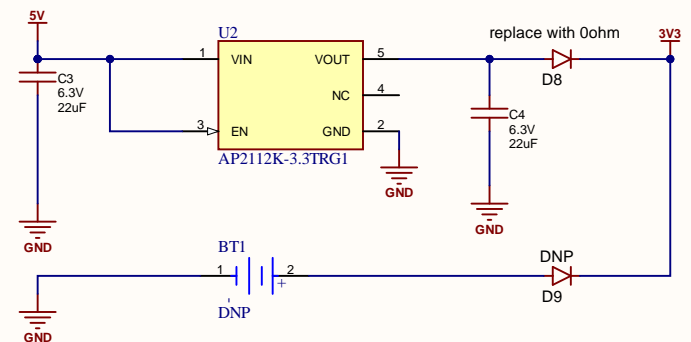 5V
U2
replace with 0ohm
3V3
1 VIN VOUT 5
D8
C3
6.3V
22uF
NC 4
C4
6.3V
22uF
3 EN GND 2
AP2112K-3.3TRG1
GND
GND
GND
BT1
DNP
1 2
+
D9
DNP
GND